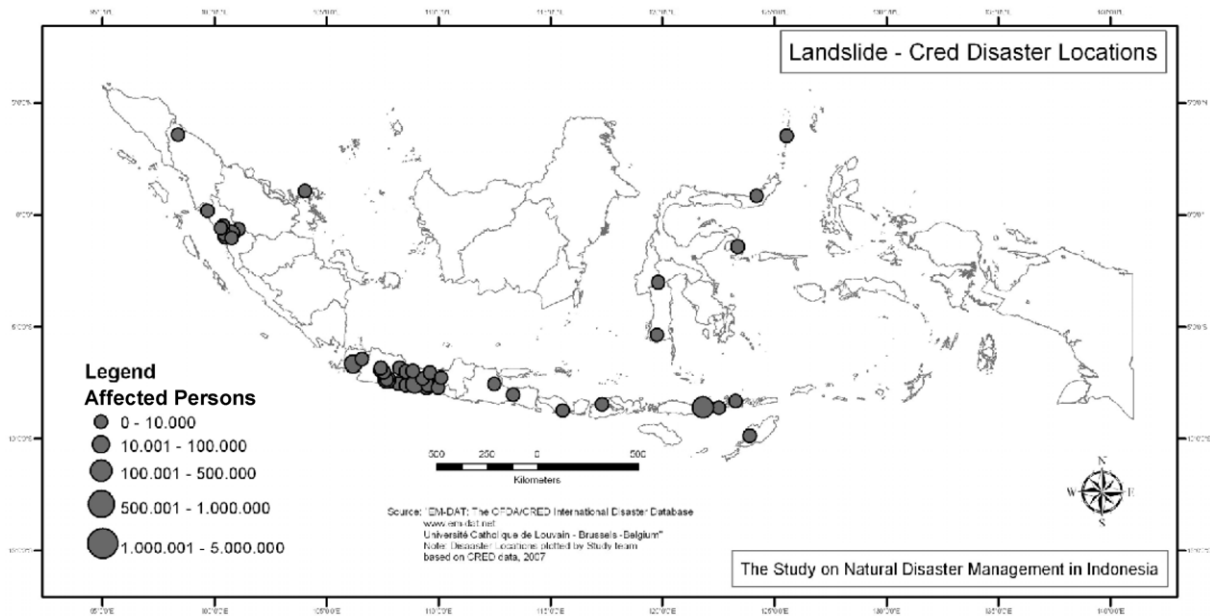 Landslide - Cred Disaster Locations
Legend
Affected Persons
0 - 10.000
10.001 - 100.000
100.001 - 500.000
500.001 - 1.000.000
1.000.001 - 5.000.000
500 250 0 500
Kilometers
N
W E
S
Source: "EM-DAT: The OFDA/CRED International Disaster Database
www.em-dat.net
Université Catholique de Louvain - Brussels -Belgium"
Note: Disaster Locations plotted by Study team
based on CRED data, 2007
The Study on Natural Disaster Management in Indonesia